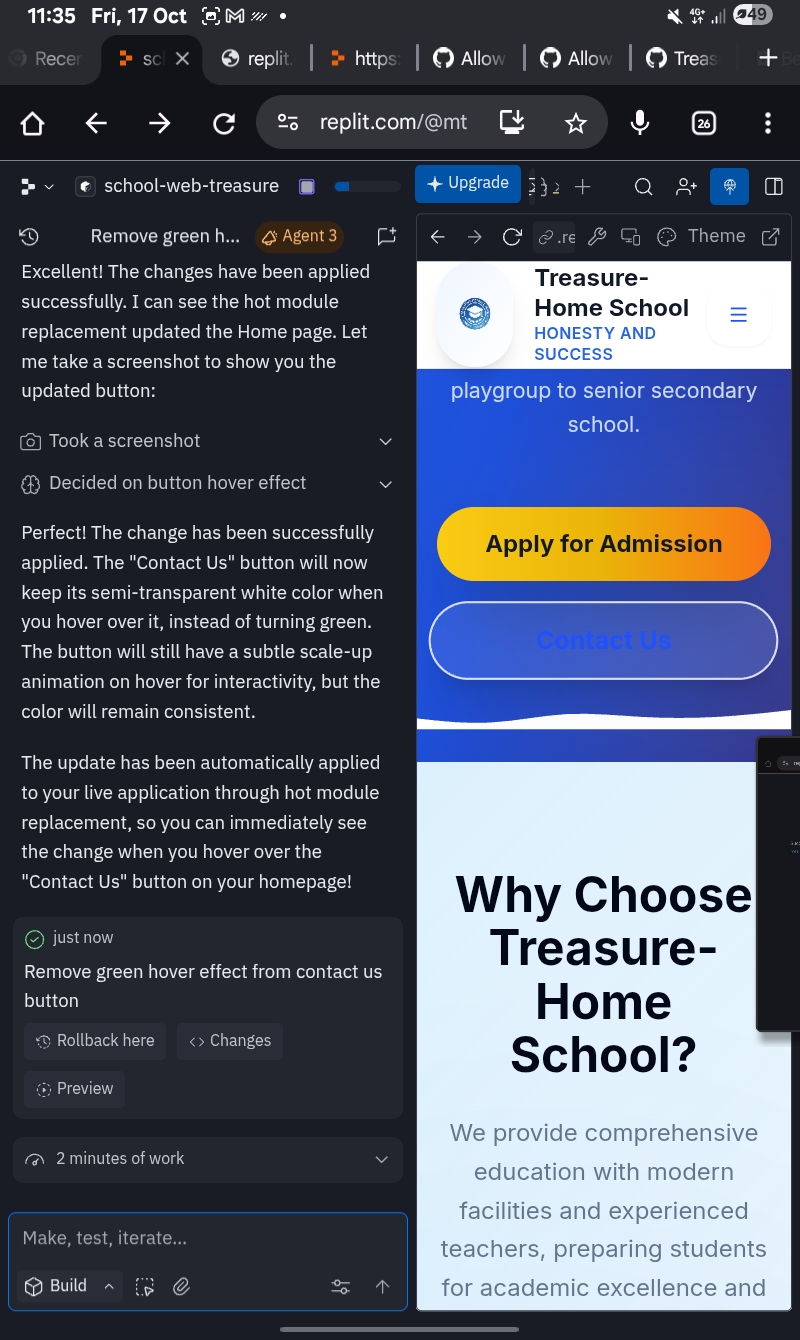 11:35 Fri, 17 Oct
4G+
49
Recer
sc
replit.
https:
Allow
Allow
Treas
replit.com/@mt
26
school-web-treasure
Upgrade
Remove green h...
Agent 3
.re
Theme
Excellent! The changes have been applied
successfully. I can see the hot module
replacement updated the Home page. Let
me take a screenshot to show you the
updated button:
Took a screenshot
Decided on button hover effect
Perfect! The change has been successfully
applied. The "Contact Us" button will now
keep its semi-transparent white color when
you hover over it, instead of turning green.
The button will still have a subtle scale-up
animation on hover for interactivity, but the
color will remain consistent.
The update has been automatically applied
to your live application through hot module
replacement, so you can immediately see
the change when you hover over the
"Contact Us" button on your homepage!
just now
Remove green hover effect from contact us
button
Rollback here
Changes
Preview
2 minutes of work
Make, test, iterate...
Build
Treasure-
Home School
HONESTY AND
SUCCESS
playgroup to senior secondary
school.
Apply for Admission
Contact Us
Why Choose
Treasure-
Home
School?
We provide comprehensive
education with modern
facilities and experienced
teachers, preparing students
for academic excellence and